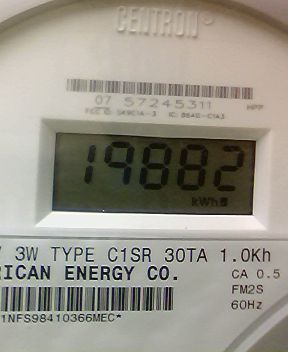 CENTRON
07 57245311
19882
kWh
3W TYPE C1SR 30TA 1.0Kh
RICAN ENERGY CO.
CA 0.5
FM2S
60Hz
1NFS98410366MEC*